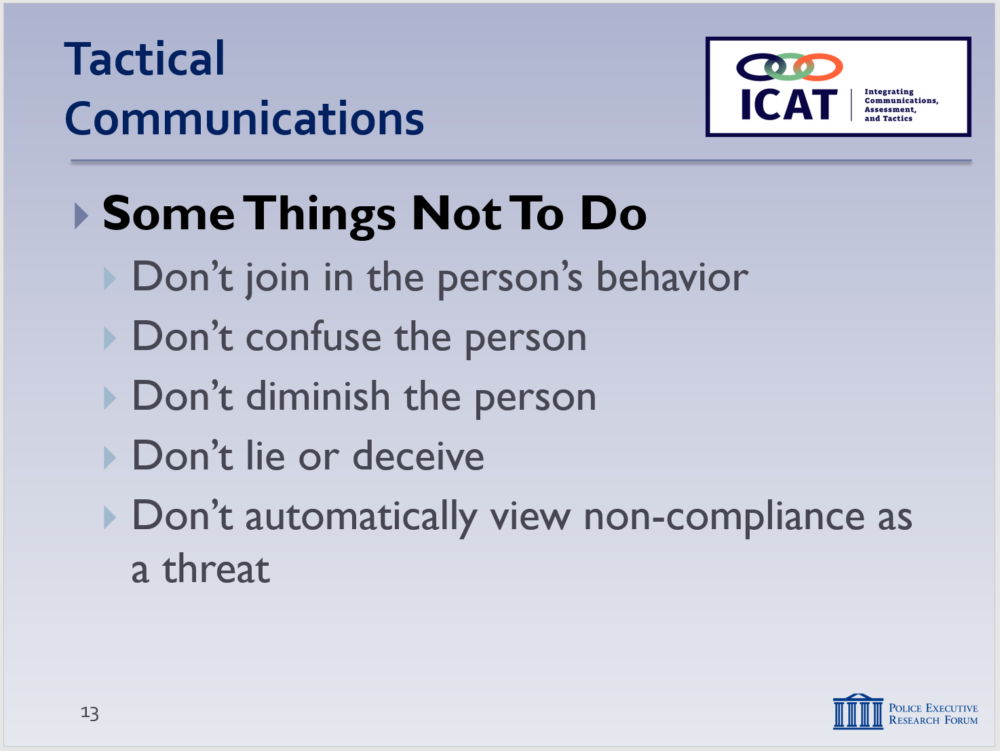 Tactical
Communications
ICAT
Integrating
Communications,
Assessment,
and Tactics
Some Things Not To Do
Don’t join in the person’s behavior
Don’t confuse the person
Don’t diminish the person
Don’t lie or deceive
Don’t automatically view non-compliance as
a threat
13
POLICE EXECUTIVE
RESEARCH FORUM